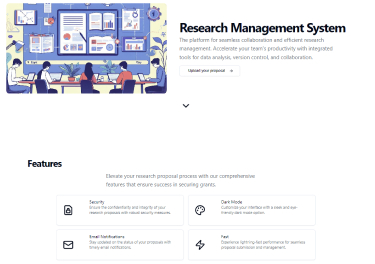 Research Management System
The platform for seamless collaboration and efficient research
management. Accelerate your team's productivity with integrated
tools for data analysis, version control, and collaboration.
Upload your proposal
Features
Elevate your research proposal process with our comprehensive
features that ensure success in securing grants.
Security
Ensure the confidentiality and integrity of your
research proposals with robust security measures.
Dark Mode
Customize your interface with a sleek and eye-
friendly dark mode option.
Email Notifications
Stay updated on the status of your proposals with
timely email notifications.
Fast
Experience lightning-fast performance for seamless
proposal submission and management.